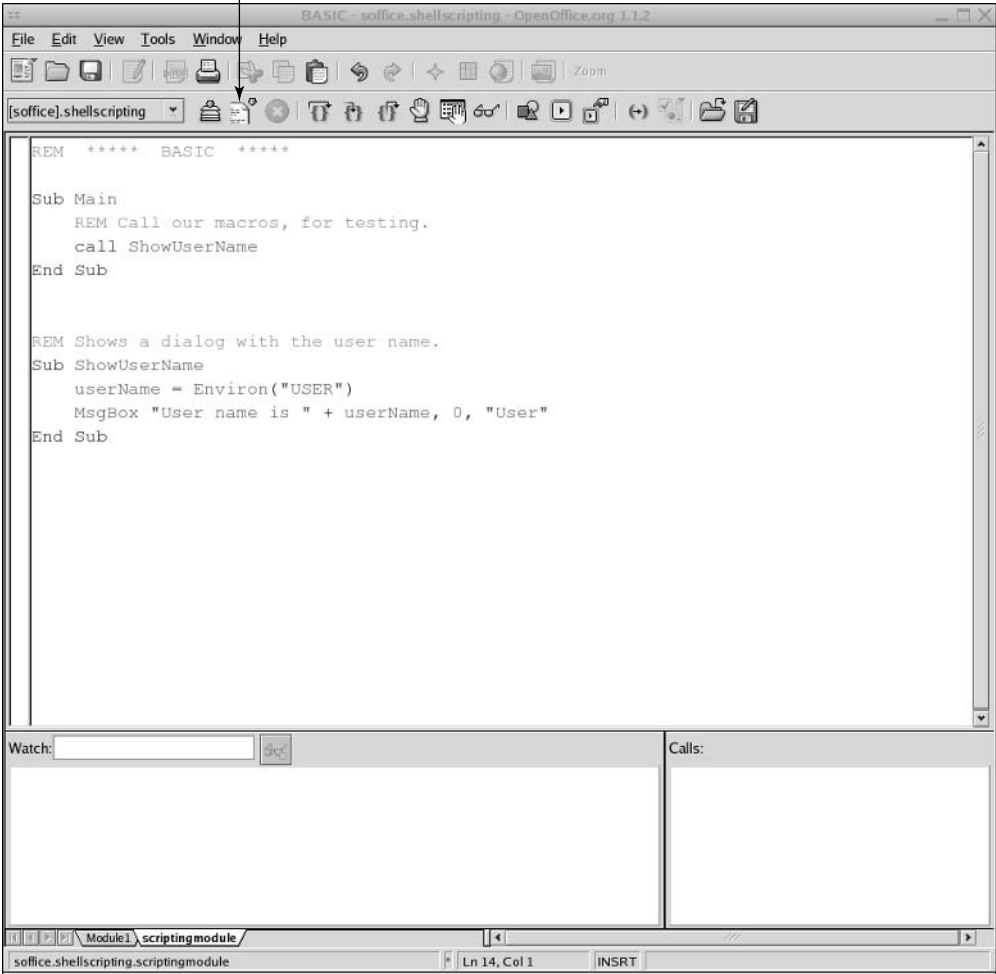 BASIC - soffice.shellscripting - OpenOffice.org 1.1.2
File Edit View Tools Window Help
Zoom
[soffice].shellscripting
REM ***** BASIC *****
Sub Main
REM Call our macros, for testing.
call ShowUserName
End Sub
REM Shows a dialog with the user name.
Sub ShowUserName
userName = Environ("USER")
MsgBox "User name is " + userName, 0, "User"
End Sub
Watch:
Calls:
Module1 scriptingmodule
soffice.shellscripting.scriptingmodule * Ln 14, Col 1 INSRT